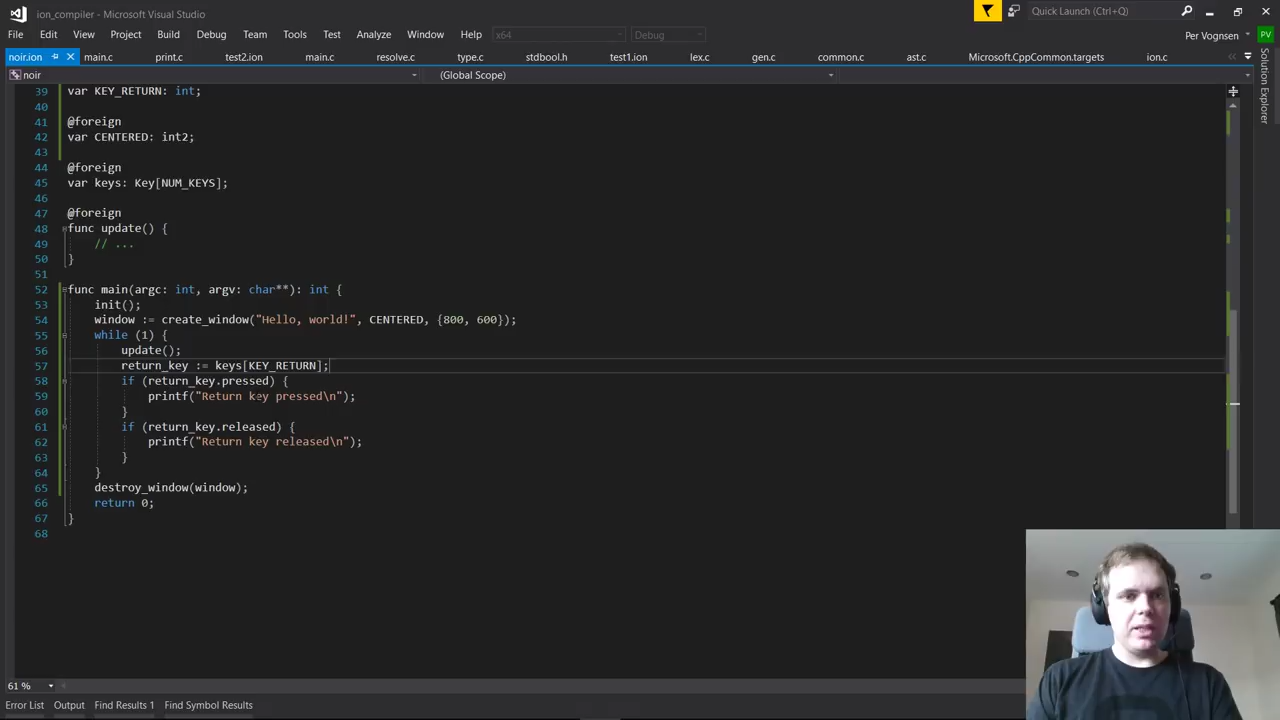 ion_compiler - Microsoft Visual Studio
Quick Launch (Ctrl+Q)
File Edit View Project Build Debug Team Tools Test Analyze Window Help x64 Debug
Per Vognsen PV
noir.ion main.c print.c test2.ion main.c resolve.c type.c stdbool.h test1.ion lex.c gen.c common.c ast.c Microsoft.CppCommon.targets ion.c
noir (Global Scope)
Solution Explorer
39 var KEY_RETURN: int;
40
41 @foreign
42 var CENTERED: int2;
43
44 @foreign
45 var keys: Key[NUM_KEYS];
46
47 @foreign
48 func update() {
49 // ...
50 }
51
52 func main(argc: int, argv: char**): int {
53 init();
54 window := create_window("Hello, world!", CENTERED, {800, 600});
55 while (1) {
56 update();
57 return_key := keys[KEY_RETURN];
58 if (return_key.pressed) {
59 printf("Return key pressed\n");
60 }
61 if (return_key.released) {
62 printf("Return key released\n");
63 }
64 }
65 destroy_window(window);
66 return 0;
67 }
68
61 %
Error List Output Find Results 1 Find Symbol Results